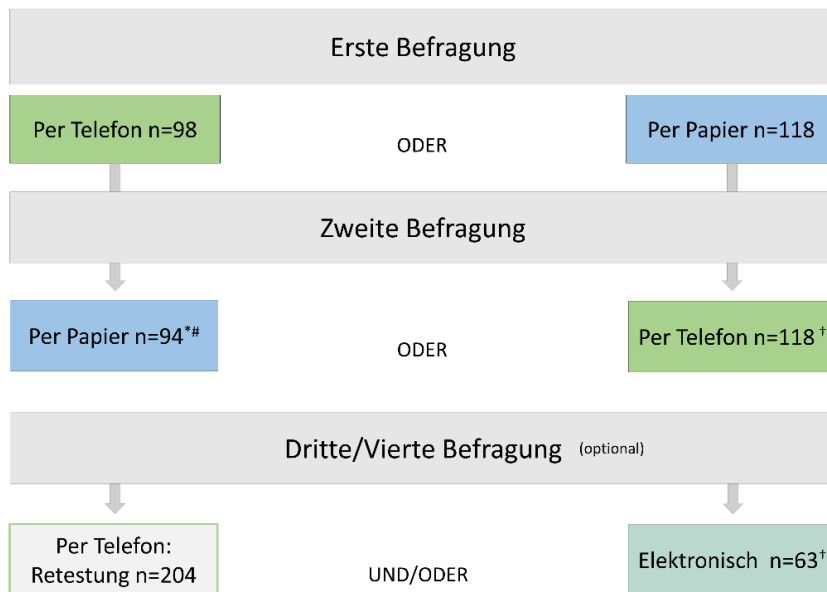 Erste Befragung
Per Telefon n=98
ODER
Per Papier n=118
Zweite Befragung
Per Papier n=94*#
ODER
Per Telefon n=118†
Dritte/Vierte Befragung (optional)
Per Telefon:
Retestung n=204
UND/ODER
Elektronisch n=63†